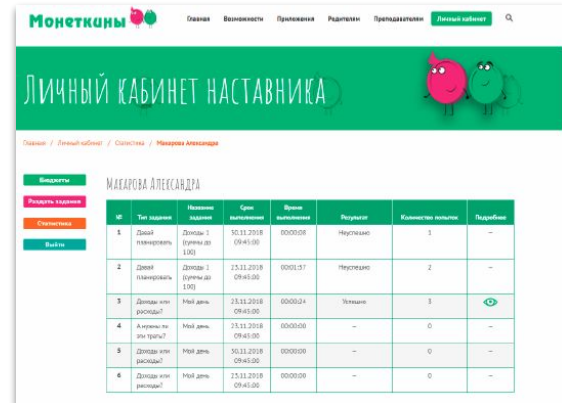 Монеткины
Главная Возможности Приложения Родителям Преподавателям Личный кабинет
Личный кабинет наставника
Главная / Личный кабинет / Статистика / Макарова Александра
Бюджеты
Раздать задания
Статистика
Выйти
Макарова Александра
№ Тип задания Название задания Срок выполнения Время выполнения Результат Количество попыток Подробнее
1 Давай планировать Доходы 1 (суммы до 100) 30.11.2018 09:45:00 00:00:08 Неуспешно 1 –
2 Давай планировать Доходы 1 (суммы до 100) 23.11.2018 09:45:00 00:01:37 Неуспешно 2 –
3 Доходы или расходы? Мой день 23.11.2018 09:45:00 00:00:24 Успешно 3
4 А нужны ли эти траты? Мой день 23.11.2018 09:45:00 00:00:00 – 0 –
5 Доходы или расходы? Мой день 30.11.2018 09:45:00 00:00:00 – 0 –
6 Доходы или расходы? Мой день 23.11.2018 09:45:00 00:00:00 – 0 –